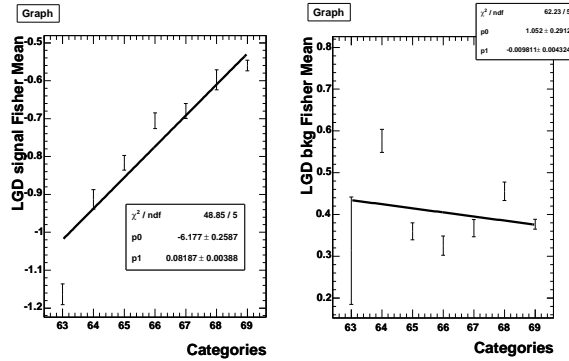 Graph
LGD signal Fisher Mean
-0.5
-0.6
-0.7
-0.8
-0.9
-1
-1.1
-1.2
χ² / ndf 48.85 / 5
p0 -6.177 ± 0.2587
p1 0.08187 ± 0.00388
63 64 65 66 67 68 69
Categories
Graph
χ² / ndf 62.23 / 5
p0 1.052 ± 0.2912
p1 -0.009811 ± 0.004324
LGD bkg Fisher Mean
0.8
0.7
0.6
0.5
0.4
0.3
0.2
63 64 65 66 67 68 69
Categories